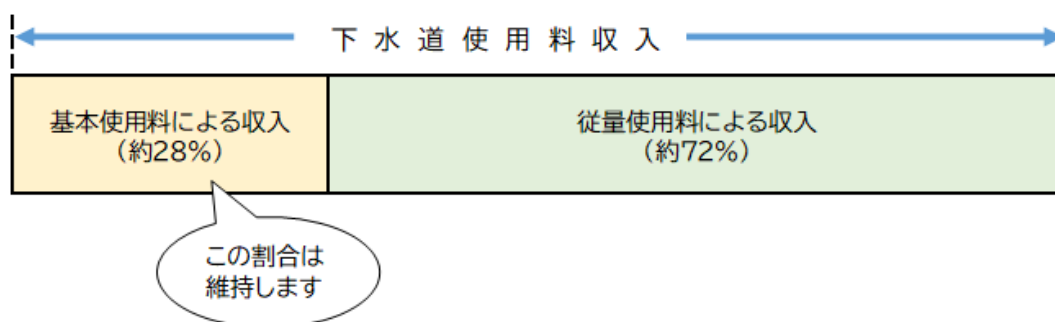 下水道使用料収入
基本使用料による収入
（約28%）
従量使用料による収入
（約72%）
この割合は
維持します